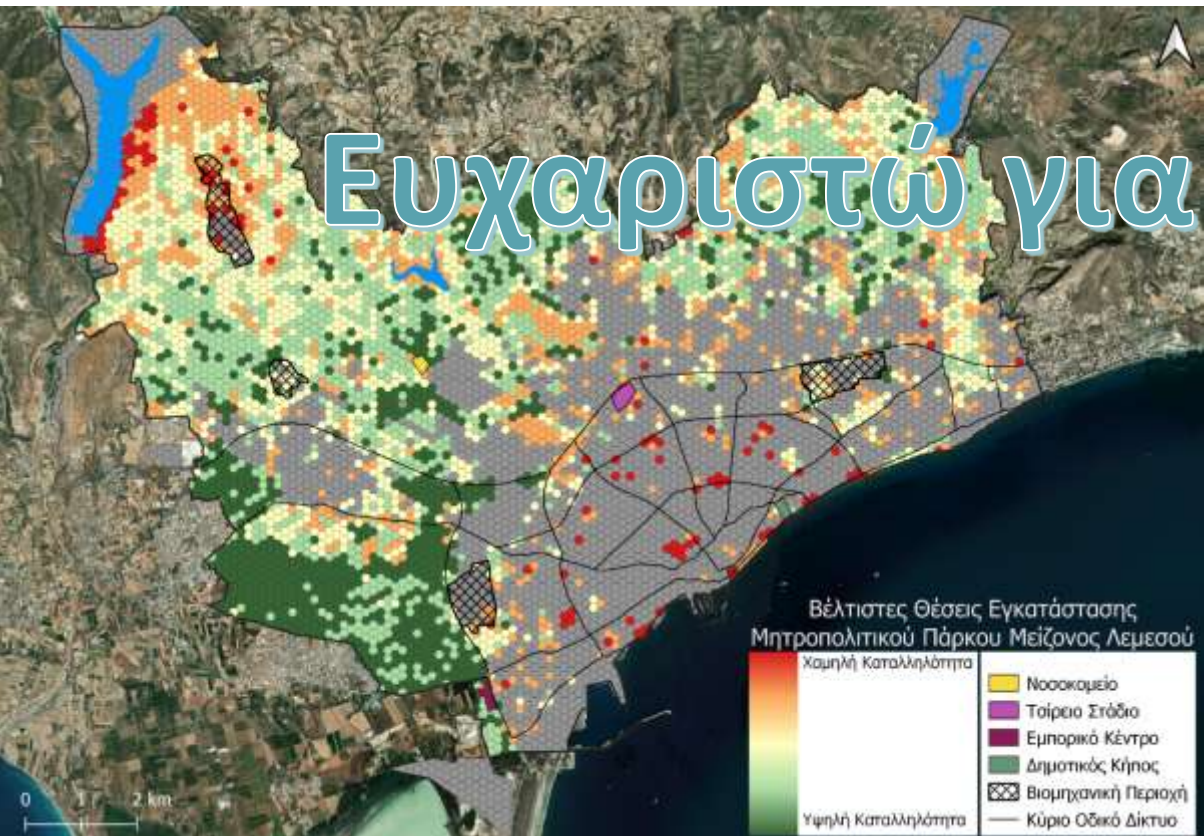 Ευχαριστώ για
Βέλτιστες Θέσεις Εγκατάστασης
Μητροπολιτικού Πάρκου Μείζονος Λεμεσού
Χαμηλή Καταλληλότητα
Υψηλή Καταλληλότητα
Νοσοκομείο
Τσίρειο Στάδιο
Εμπορικό Κέντρο
Δημοτικός Κήπος
Βιομηχανική Περιοχή
Κύριο Οδικό Δίκτυο
0 1 2 km